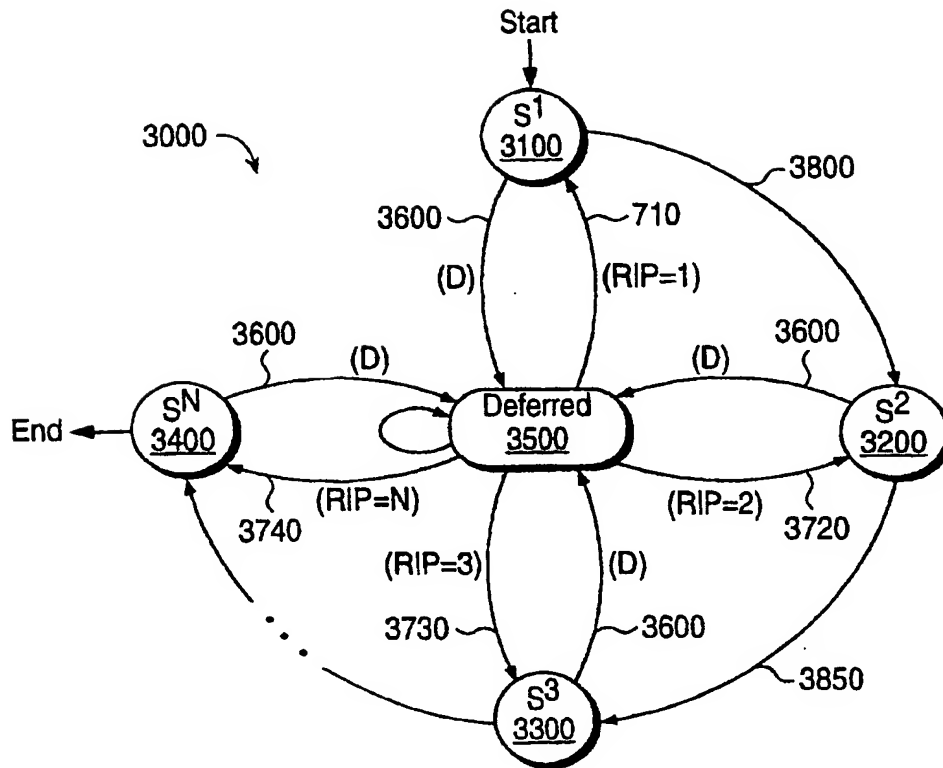 Start
S1
3100
3000
3800
3600
710
(D)
(RIP=1)
3600
(D)
(D)
3600
SN
3400
End
Deferred
3500
S2
3200
(RIP=N)
3740
(RIP=2)
3720
(RIP=3)
(D)
3730
3600
3850
S3
3300